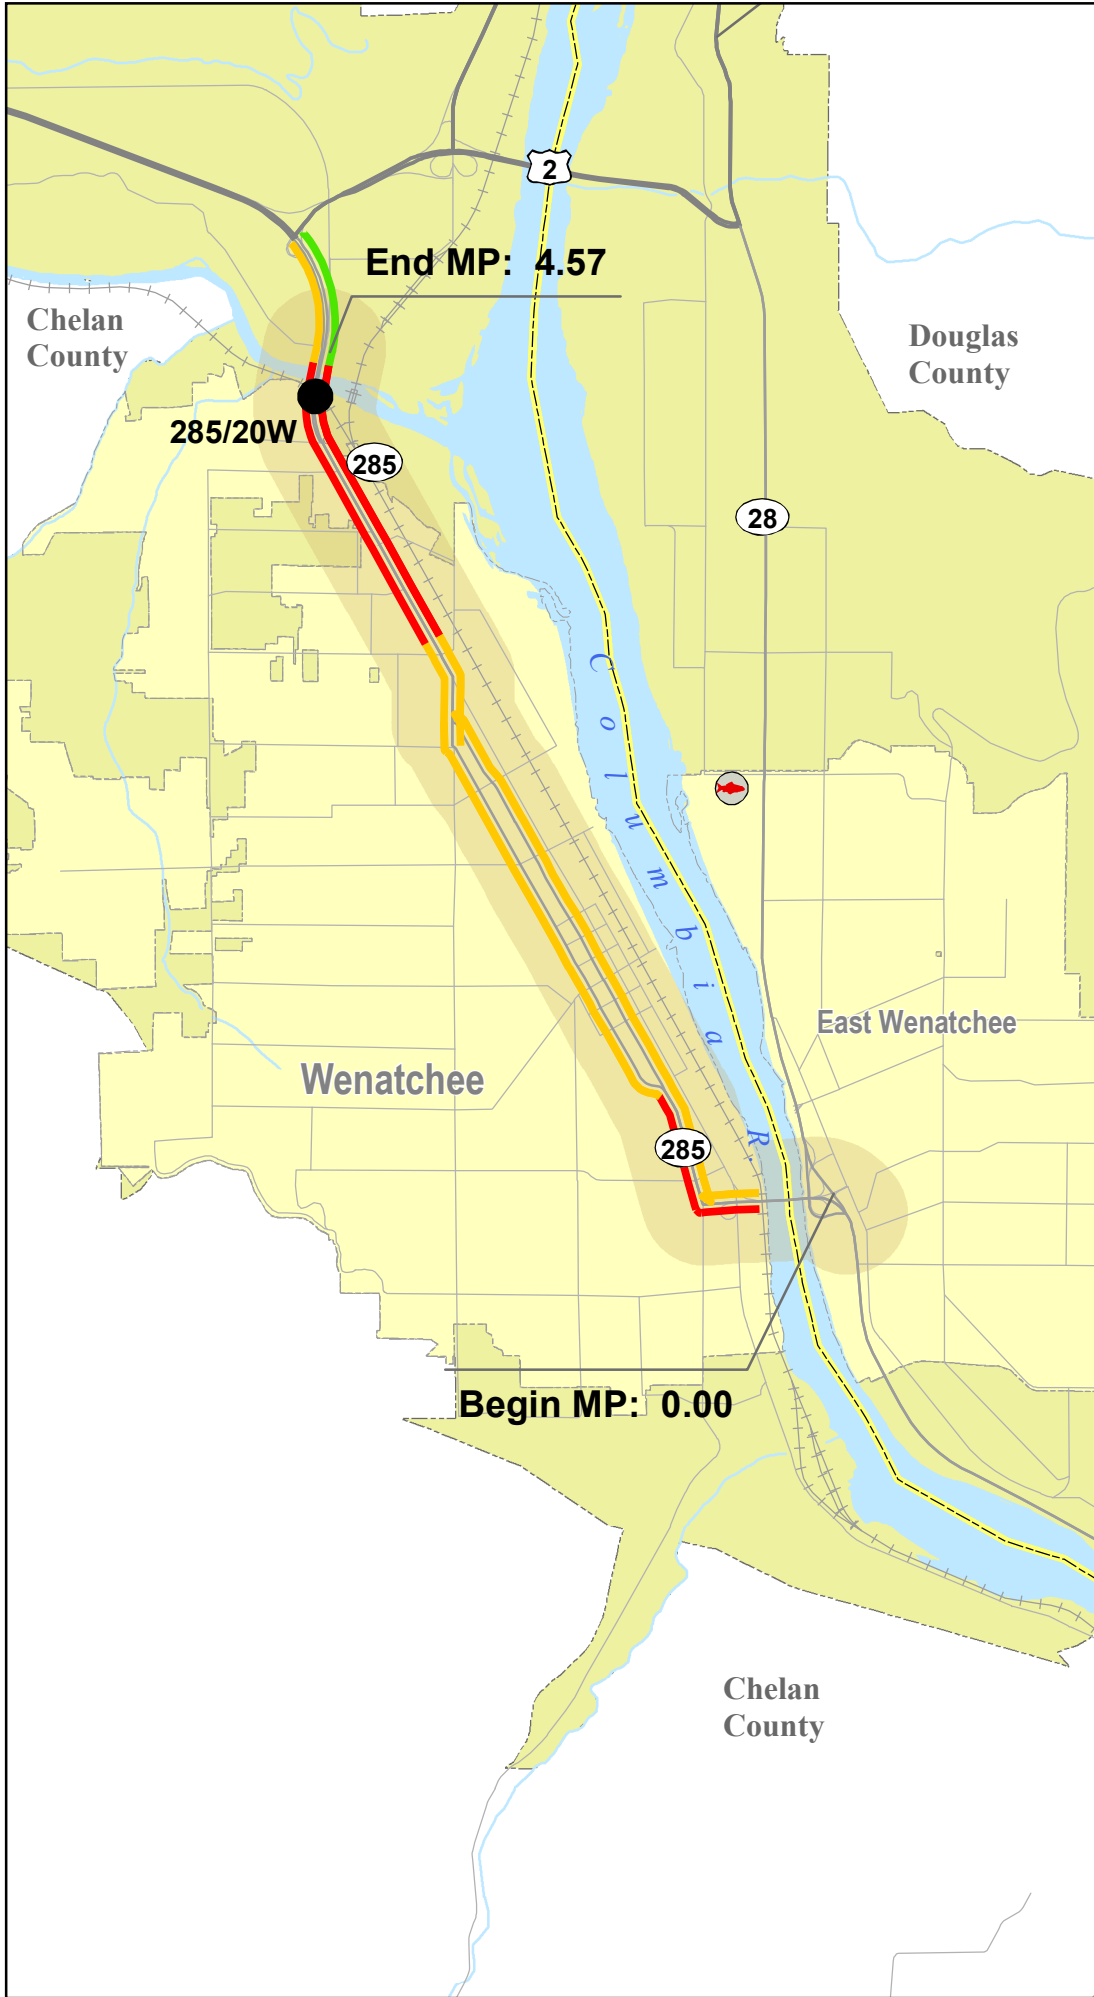 2
End MP: 4.57
Chelan
County
Douglas
County
285/20W
285
28
Columbia R.
East Wenatchee
Wenatchee
285
Begin MP: 0.00
Chelan
County